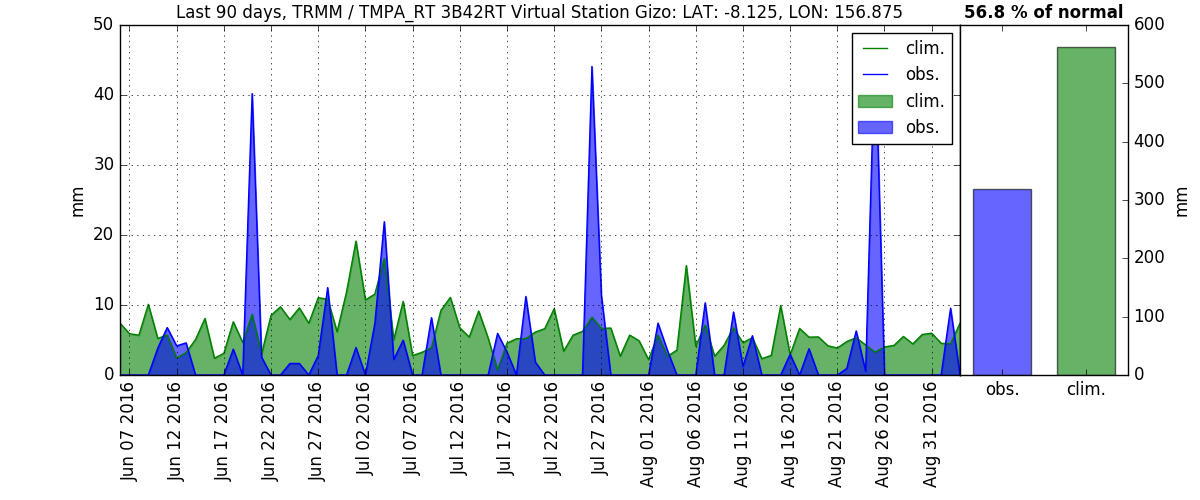 Last 90 days, TRMM / TMPA_RT 3B42RT Virtual Station Gizo: LAT: -8.125, LON: 156.875
56.8 % of normal
50
40
30
20
10
0
mm
clim.
obs.
clim.
obs.
Jun 07 2016
Jun 12 2016
Jun 17 2016
Jun 22 2016
Jun 27 2016
Jul 02 2016
Jul 07 2016
Jul 12 2016
Jul 17 2016
Jul 22 2016
Jul 27 2016
Aug 01 2016
Aug 06 2016
Aug 11 2016
Aug 16 2016
Aug 21 2016
Aug 26 2016
Aug 31 2016
600
500
400
300
200
100
0
mm
obs.
clim.